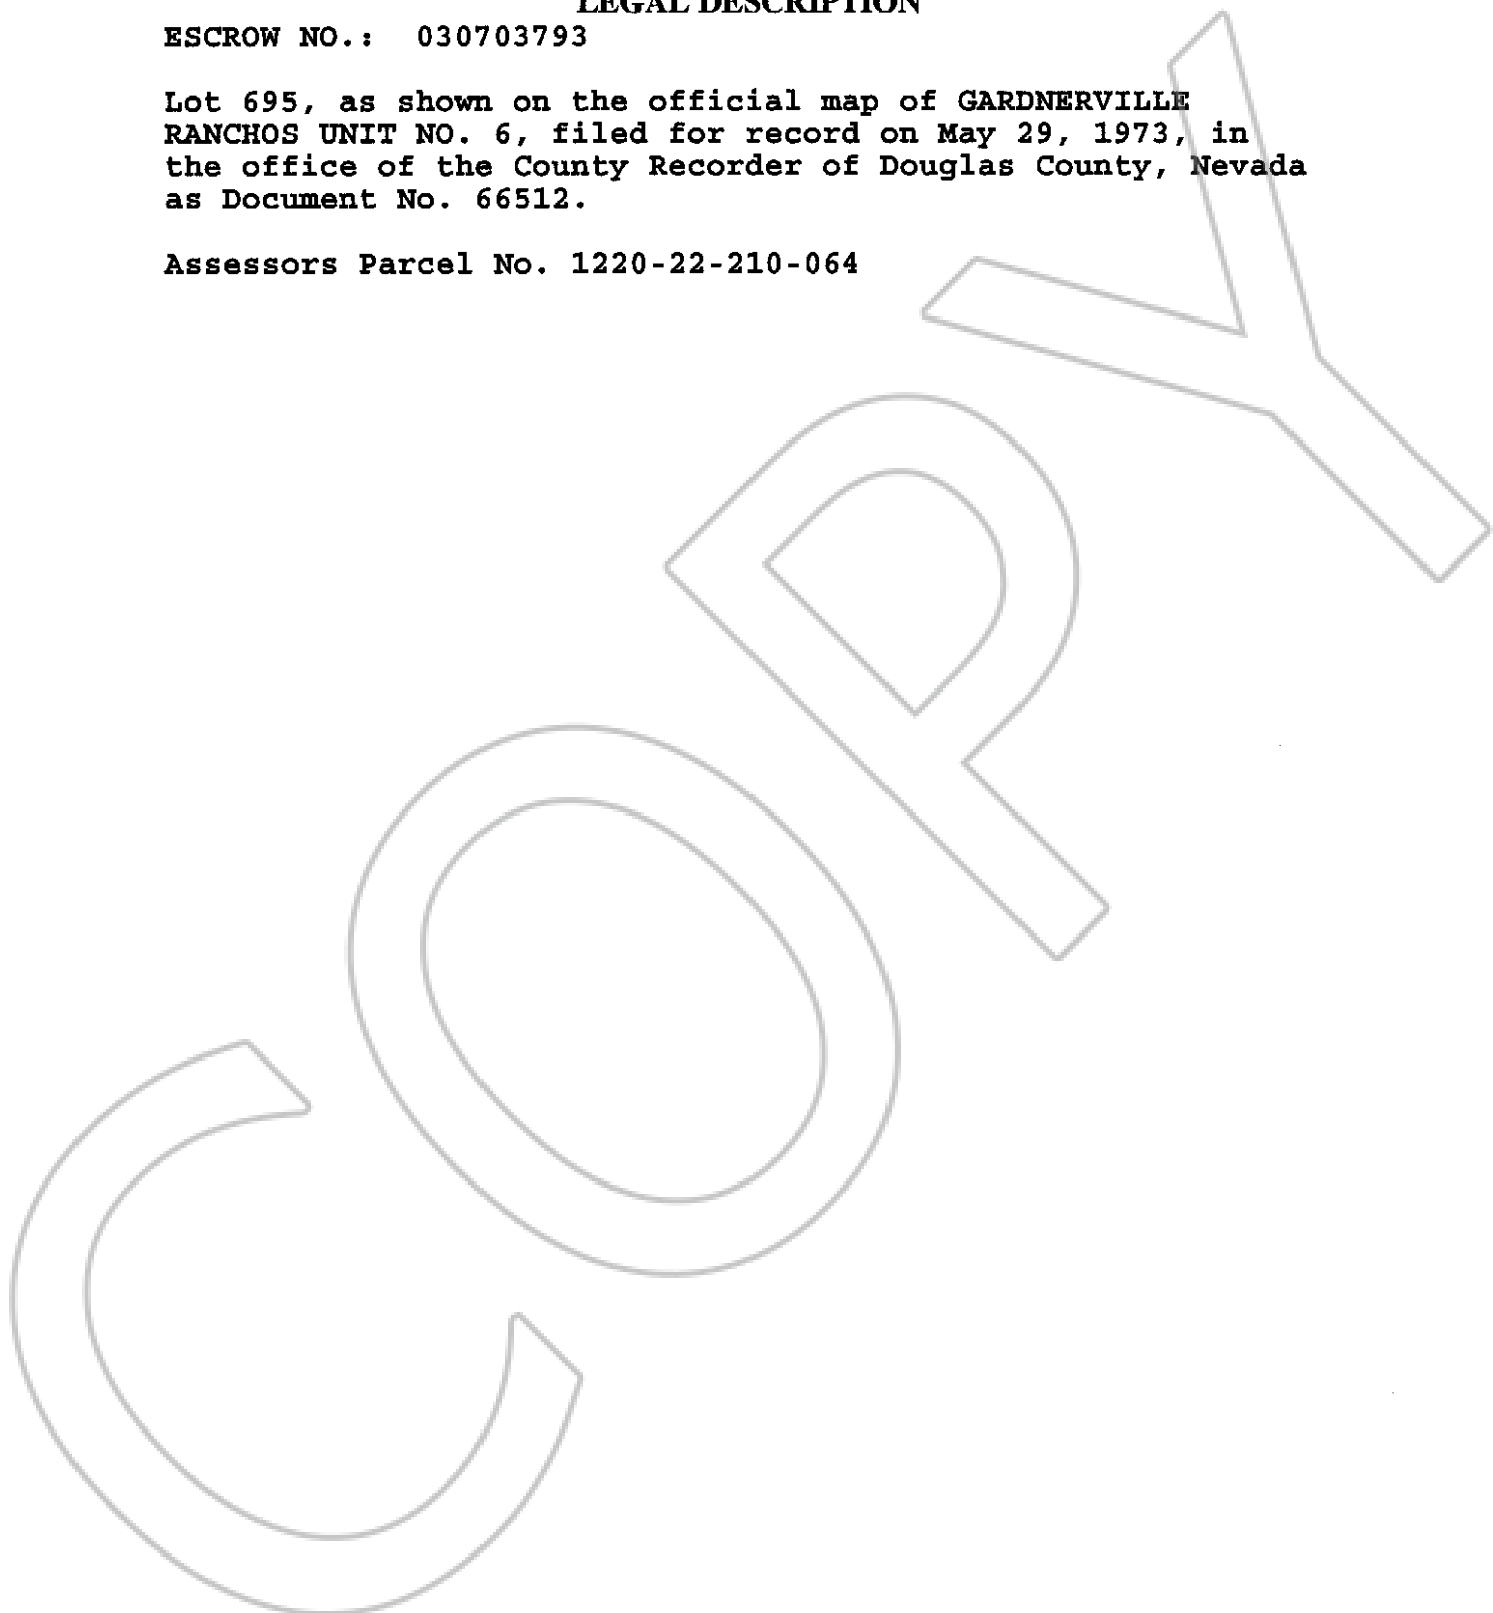 LEGAL DESCRIPTION
ESCROW NO.: 030703793
Lot 695, as shown on the official map of GARDNERVILLE
RANCHOS UNIT NO. 6, filed for record on May 29, 1973, in
the office of the County Recorder of Douglas County, Nevada
as Document No. 66512.
Assessors Parcel No. 1220-22-210-064
COPY